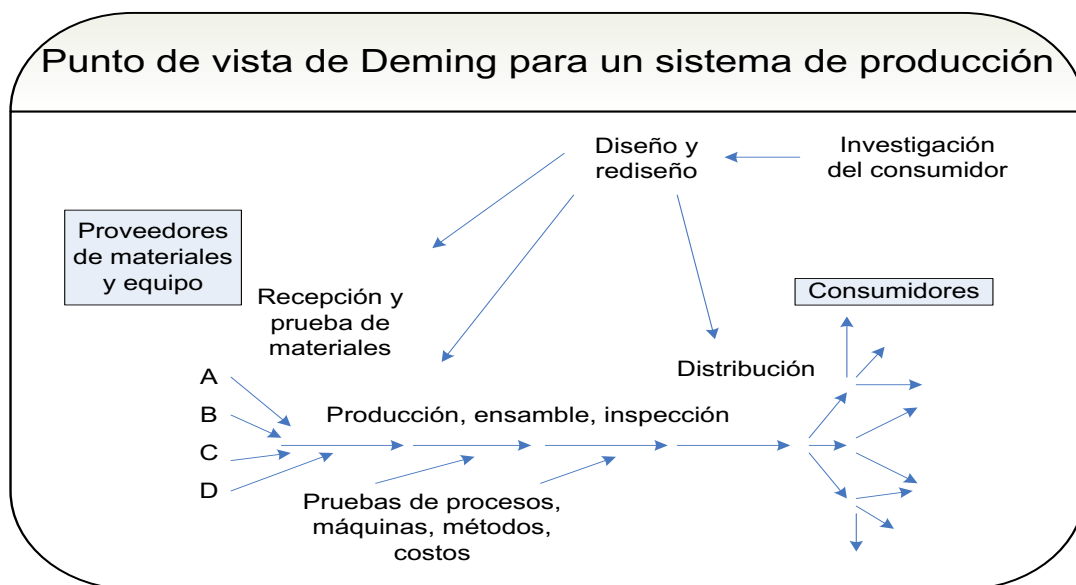 Punto de vista de Deming para un sistema de producción
Diseño y
rediseño
Investigación
del consumidor
Proveedores
de materiales
y equipo
Recepción y
prueba de
materiales
Consumidores
Distribución
A
B
C
D
Producción, ensamble, inspección
Pruebas de procesos,
máquinas, métodos,
costos